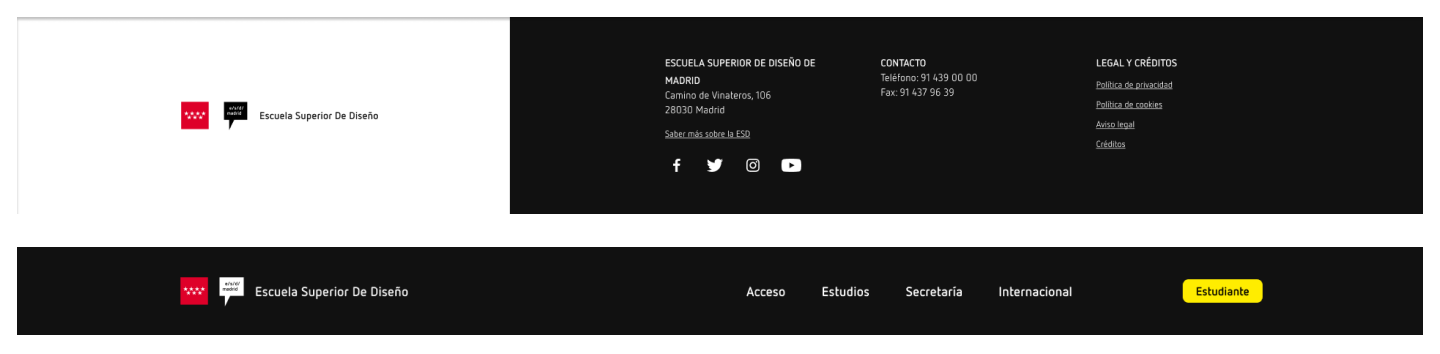 e/s/d/
madrid
Escuela Superior De Diseño
ESCUELA SUPERIOR DE DISEÑO DE
MADRID
Camino de Vinateros, 106
28030 Madrid
Saber más sobre la ESD
CONTACTO
Teléfono: 91 439 00 00
Fax: 91 437 96 39
LEGAL Y CRÉDITOS
Política de privacidad
Política de cookies
Aviso legal
Créditos
e/s/d/
madrid
Escuela Superior De Diseño
Acceso
Estudios
Secretaría
Internacional
Estudiante